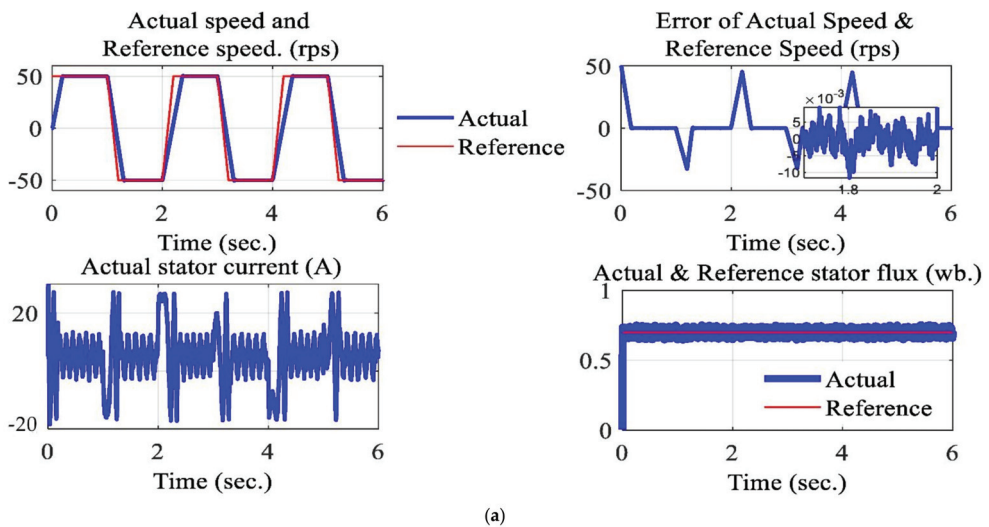 Actual speed and
Reference speed. (rps)
50
0
-50
0 2 4 6
Time (sec.)
Actual
Reference
Error of Actual Speed &
Reference Speed (rps)
50
0
-50
× 10⁻³
5
0
-5
-10
1.8 2
0 2 4 6
Time (sec.)
Actual stator current (A)
20
-20
0 2 4 6
Time (sec.)
Actual & Reference stator flux (wb.)
1
0.5
0
Actual
Reference
0 2 4 6
Time (sec.)
(a)